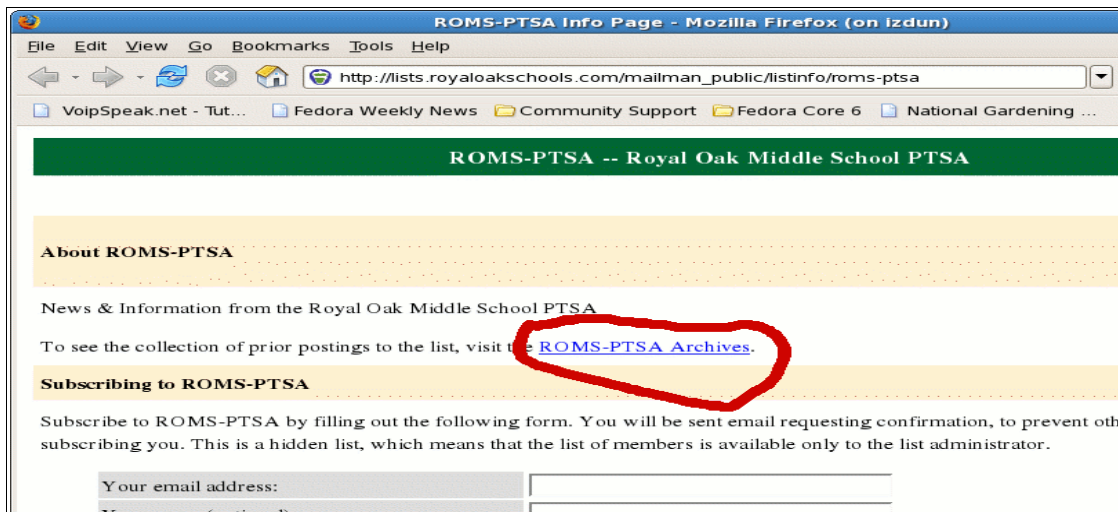 ROMS-PTSA Info Page - Mozilla Firefox (on izdun)
File Edit View Go Bookmarks Tools Help
http://lists.royaloakschools.com/mailman_public/listinfo/roms-ptsa
VoipSpeak.net - Tut... Fedora Weekly News Community Support Fedora Core 6 National Gardening ...
ROMS-PTSA -- Royal Oak Middle School PTSA
About ROMS-PTSA
News & Information from the Royal Oak Middle School PTSA
To see the collection of prior postings to the list, visit the ROMS-PTSA Archives.
Subscribing to ROMS-PTSA
Subscribe to ROMS-PTSA by filling out the following form. You will be sent email requesting confirmation, to prevent oth
subscribing you. This is a hidden list, which means that the list of members is available only to the list administrator.
Your email address: